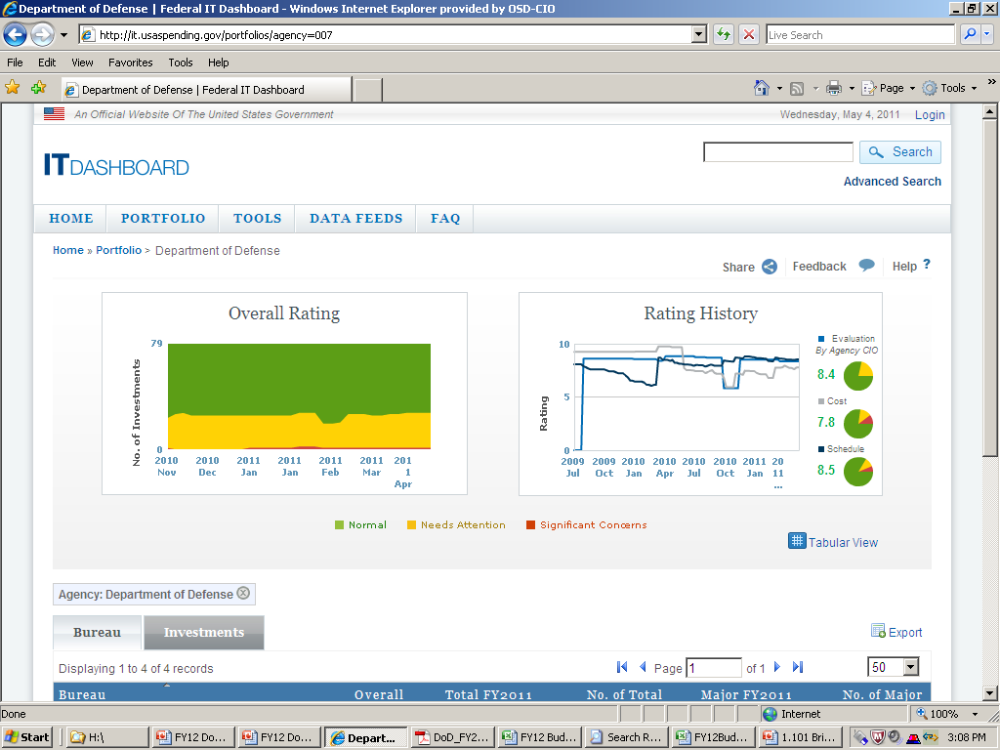 Department of Defense | Federal IT Dashboard - Windows Internet Explorer provided by OSD-CIO
http://it.usaspending.gov/portfolios/agency=007
Live Search
File Edit View Favorites Tools Help
Department of Defense | Federal IT Dashboard
Page Tools »
An Official Website Of The United States Government
Wednesday, May 4, 2011 Login
IT DASHBOARD
Search
Advanced Search
HOME PORTFOLIO TOOLS DATA FEEDS FAQ
Home » Portfolio > Department of Defense
Share Feedback Help ?
Overall Rating
79
No. of Investments
0
2010 Nov
2010 Dec
2011 Jan
2011 Jan
2011 Feb
2011 Mar
201
1
Apr
Rating History
10
5
0
Rating
2009 Jul
2009 Oct
2010 Jan
2010 Apr
2010 Jul
2010 Oct
2011 Jan
20
11
...
Evaluation
By Agency CIO
8.4
Cost
7.8
Schedule
8.5
Normal Needs Attention Significant Concerns
Tabular View
Agency: Department of Defense
Bureau Investments
Export
Displaying 1 to 4 of 4 records
Page 1 of 1
50
Bureau Overall Total FY2011 No. of Total Major FY2011 No. of Major
Done
Internet
100%
Start
H:\
FY12 Do...
FY12 Do...
Depart...
DoD_FY2...
FY12 Bud...
Search R...
FY12Bud...
1.101 Bri...
3:08 PM